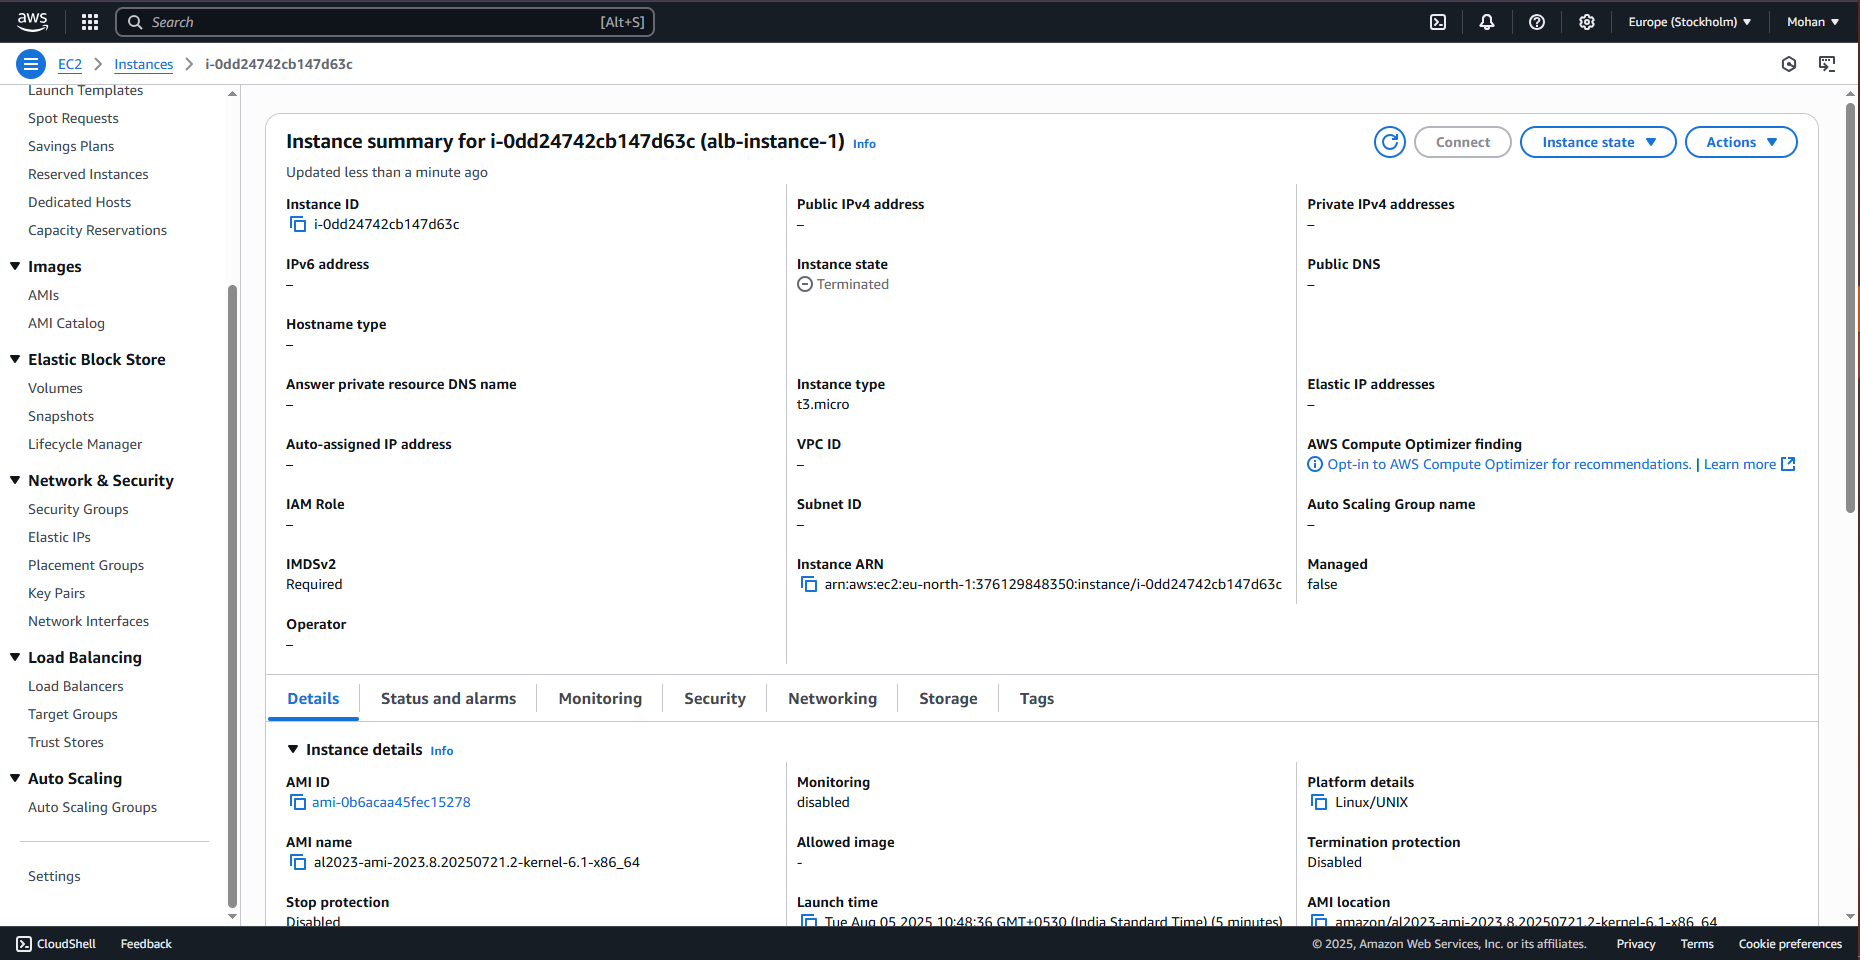 aws
Search [Alt+S]
Europe (Stockholm)
Mohan
EC2 > Instances > i-0dd24742cb147d63c
Launch Templates
Spot Requests
Savings Plans
Reserved Instances
Dedicated Hosts
Capacity Reservations
Images
AMIs
AMI Catalog
Elastic Block Store
Volumes
Snapshots
Lifecycle Manager
Network & Security
Security Groups
Elastic IPs
Placement Groups
Key Pairs
Network Interfaces
Load Balancing
Load Balancers
Target Groups
Trust Stores
Auto Scaling
Auto Scaling Groups
Settings
Instance summary for i-0dd24742cb147d63c (alb-instance-1) Info
Updated less than a minute ago
Connect
Instance state
Actions
Instance ID
i-0dd24742cb147d63c
Public IPv4 address
–
Private IPv4 addresses
–
IPv6 address
–
Instance state
Terminated
Public DNS
–
Hostname type
–
Answer private resource DNS name
–
Instance type
t3.micro
Elastic IP addresses
–
Auto-assigned IP address
–
VPC ID
–
AWS Compute Optimizer finding
Opt-in to AWS Compute Optimizer for recommendations. | Learn more
IAM Role
–
Subnet ID
–
Auto Scaling Group name
–
IMDSv2
Required
Instance ARN
arn:aws:ec2:eu-north-1:376129848350:instance/i-0dd24742cb147d63c
Managed
false
Operator
–
Details
Status and alarms
Monitoring
Security
Networking
Storage
Tags
Instance details Info
AMI ID
ami-0b6acaa45fec15278
Monitoring
disabled
Platform details
Linux/UNIX
AMI name
al2023-ami-2023.8.20250721.2-kernel-6.1-x86_64
Allowed image
-
Termination protection
Disabled
Stop protection
Disabled
Launch time
Tue Aug 05 2025 10:48:36 GMT+0530 (India Standard Time) (5 minutes)
AMI location
amazon/al2023-ami-2023.8.20250721.2-kernel-6.1-x86_64
CloudShell
Feedback
© 2025, Amazon Web Services, Inc. or its affiliates.
Privacy
Terms
Cookie preferences